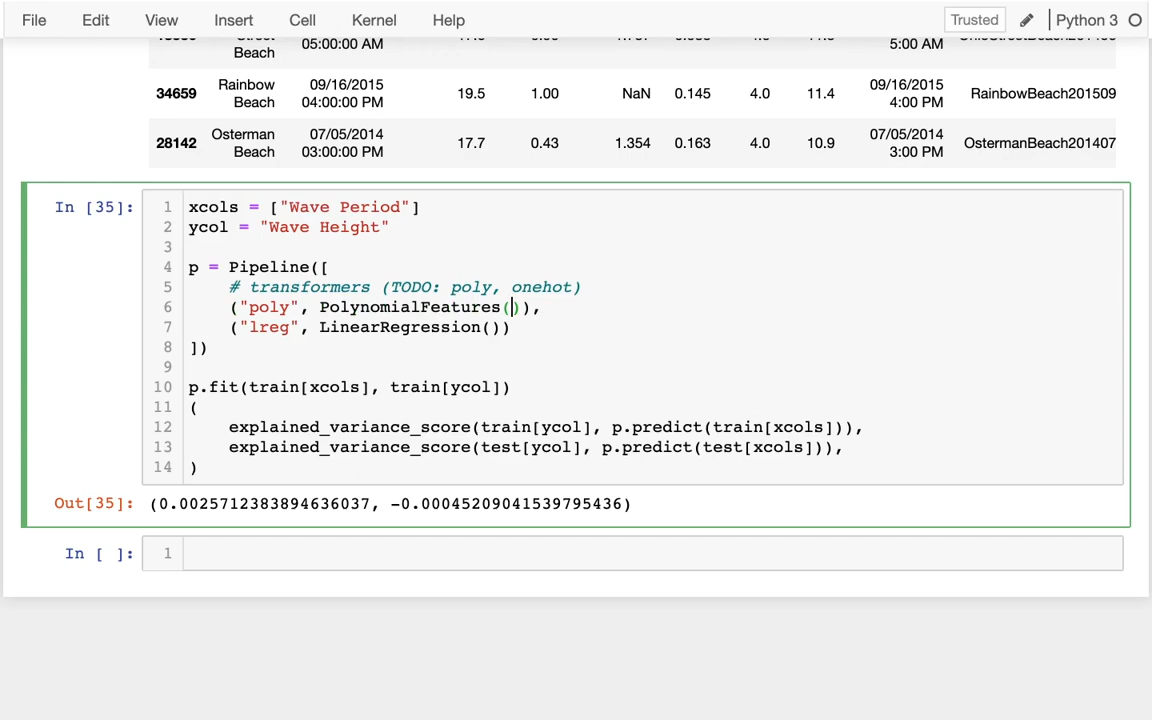 File Edit View Insert Cell Kernel Help Trusted Python 3
Beach 05:00:00 AM 5:00 AM
34659 Rainbow Beach 09/16/2015 04:00:00 PM 19.5 1.00 NaN 0.145 4.0 11.4 09/16/2015 4:00 PM RainbowBeach201509
28142 Osterman Beach 07/05/2014 03:00:00 PM 17.7 0.43 1.354 0.163 4.0 10.9 07/05/2014 3:00 PM OstermanBeach201407
In [35]: 1 xcols = ["Wave Period"]
2 ycol = "Wave Height"
3
4 p = Pipeline([
5 # transformers (TODO: poly, onehot)
6 ("poly", PolynomialFeatures()),
7 ("lreg", LinearRegression())
8 ])
9
10 p.fit(train[xcols], train[ycol])
11 (
12 explained_variance_score(train[ycol], p.predict(train[xcols])),
13 explained_variance_score(test[ycol], p.predict(test[xcols])),
14 )
Out[35]: (0.0025712383894636037, -0.00045209041539795436)
In [ ]: 1